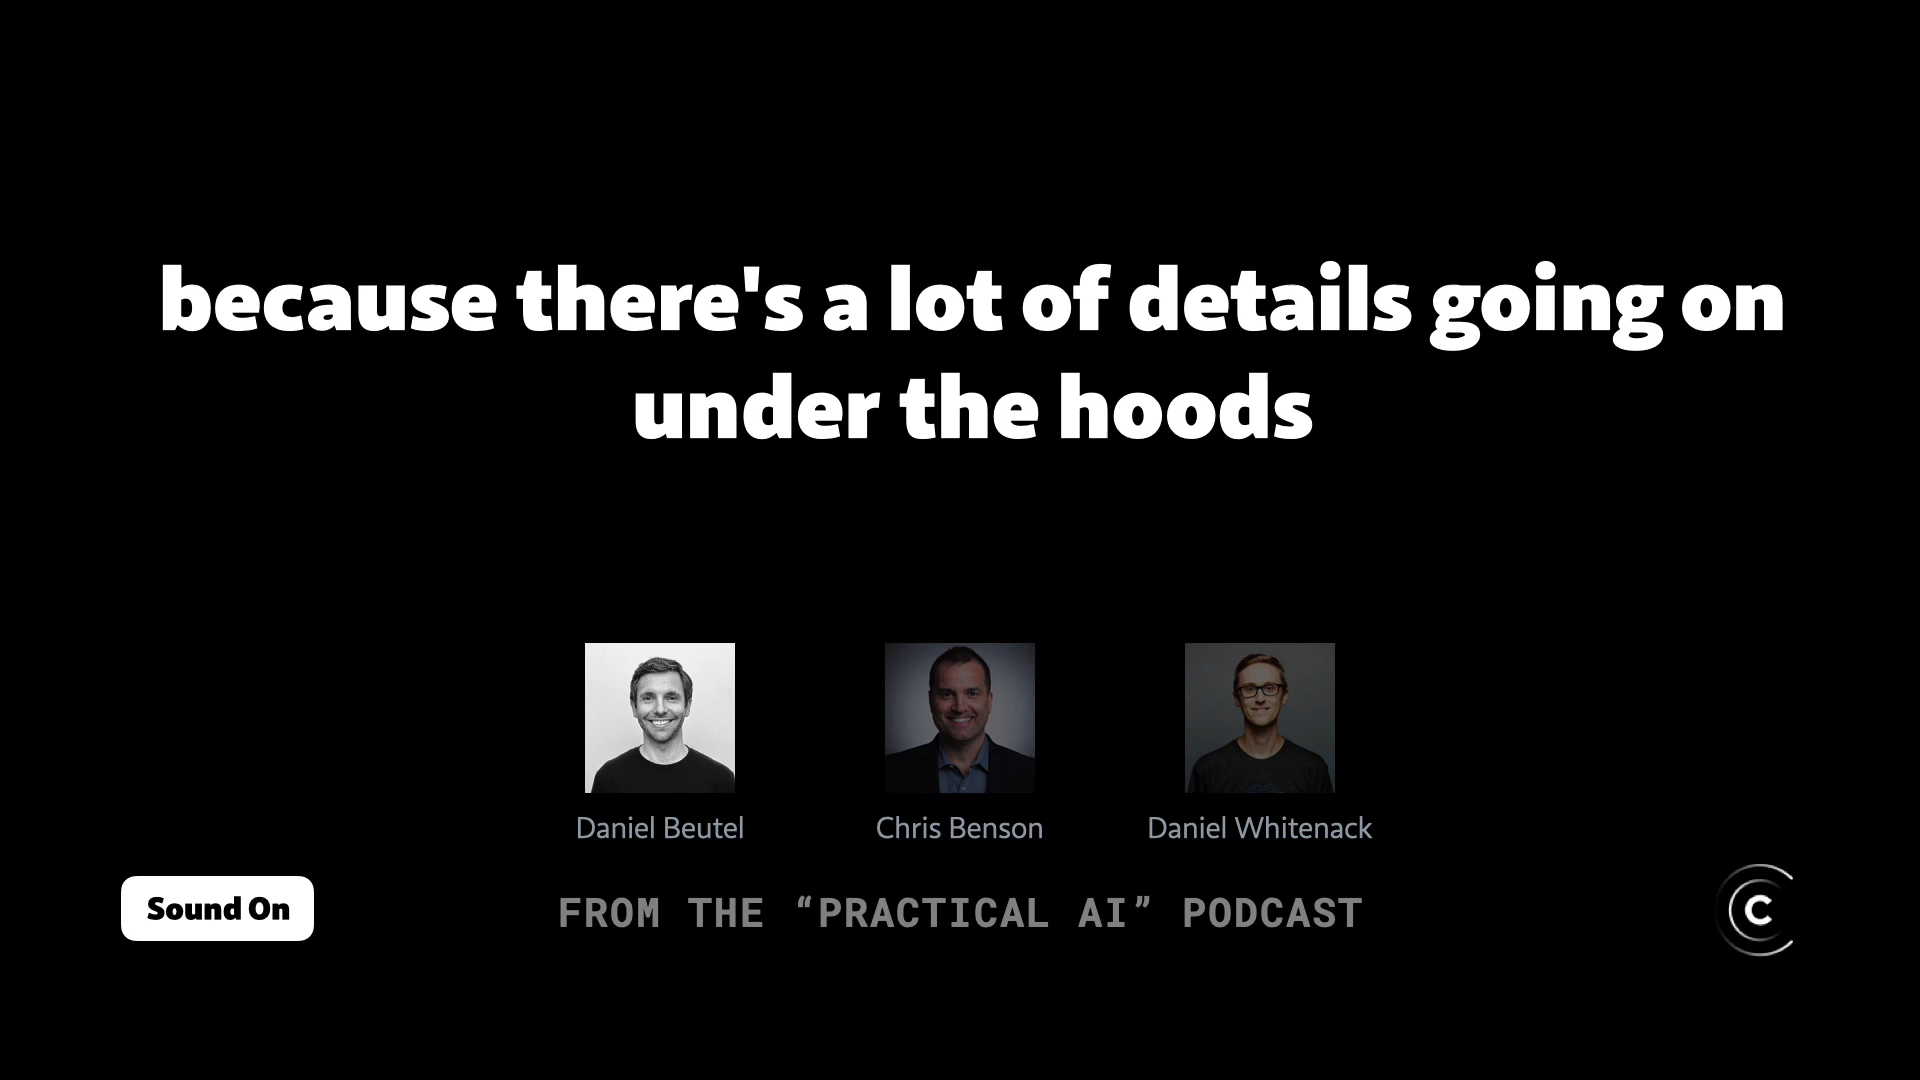 because there's a lot of details going on
under the hoods
Daniel Beutel
Chris Benson
Daniel Whitenack
Sound On
FROM THE “PRACTICAL AI” PODCAST
C